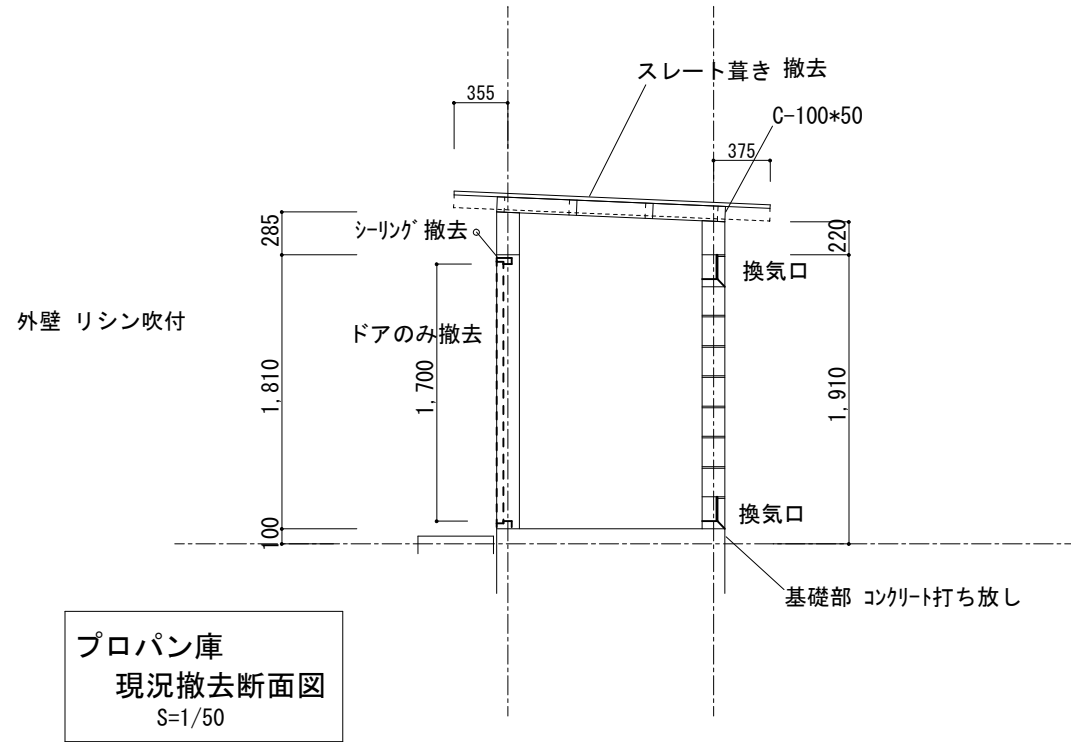 スレート葺き 撤去
355
C-100*50
375
285
シーリング 撤去
220
換気口
外壁 リシン吹付
ドアのみ撤去
1,810
1,700
1,910
換気口
100
基礎部 コンクリート打ち放し
プロパン庫
現況撤去断面図
S=1/50